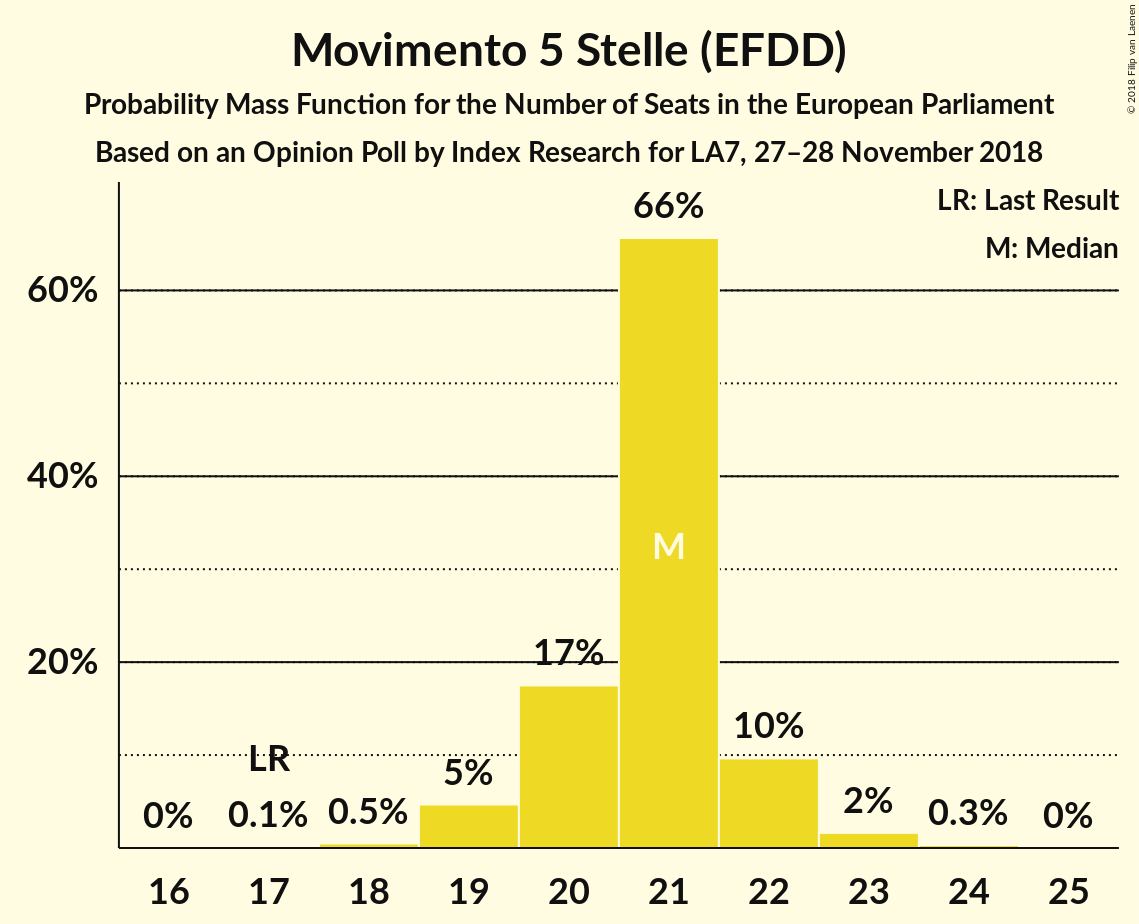 Movimento 5 Stelle (EFDD)
Probability Mass Function for the Number of Seats in the European Parliament
Based on an Opinion Poll by Index Research for LA7, 27–28 November 2018
© 2018 Filip van Laenen
LR: Last Result
M: Median
66%
60%
40%
M
17%
20%
10%
LR
5%
0% 0.1% 0.5% 2% 0.3% 0%
16 17 18 19 20 21 22 23 24 25